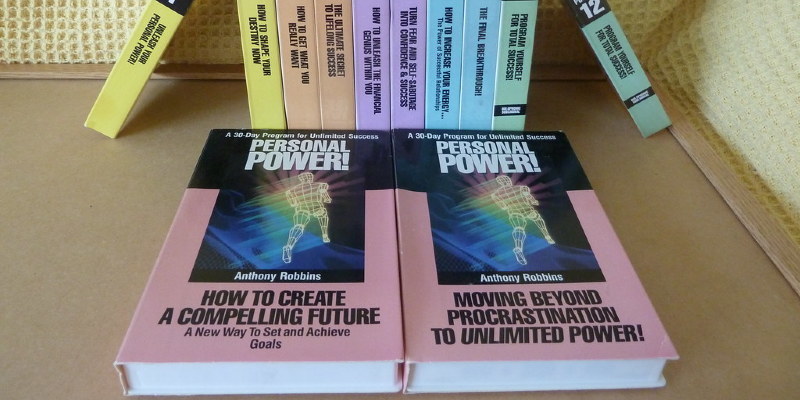 UNLEASH YOUR
PERSONAL POWER!
HOW TO SHAPE YOUR
DESTINY NOW
HOW TO GET WHAT YOU
REALLY WANT
THE ULTIMATE SECRET
TO LIFELONG SUCCESS
HOW TO UNLEASH THE FINANCIAL
GENIUS WITHIN YOU
TURN FEAR AND SELF-SABOTAGE
INTO CONFIDENCE & SUCCESS
HOW TO INCREASE YOUR ENERGY...
The Power of Successful Relationships
THE FINAL BREAKTHROUGH!
PROGRAM YOURSELF
FOR TOTAL SUCCESS!
12
PROGRAM YOURSELF
FOR TOTAL SUCCESS!
A 30-Day Program for Unlimited Success
PERSONAL
POWER!
Anthony Robbins
HOW TO CREATE
A COMPELLING FUTURE
A New Way To Set and Achieve
Goals
A 30-Day Program for Unlimited Success
PERSONAL
POWER!
Anthony Robbins
MOVING BEYOND
PROCRASTINATION
TO UNLIMITED POWER!